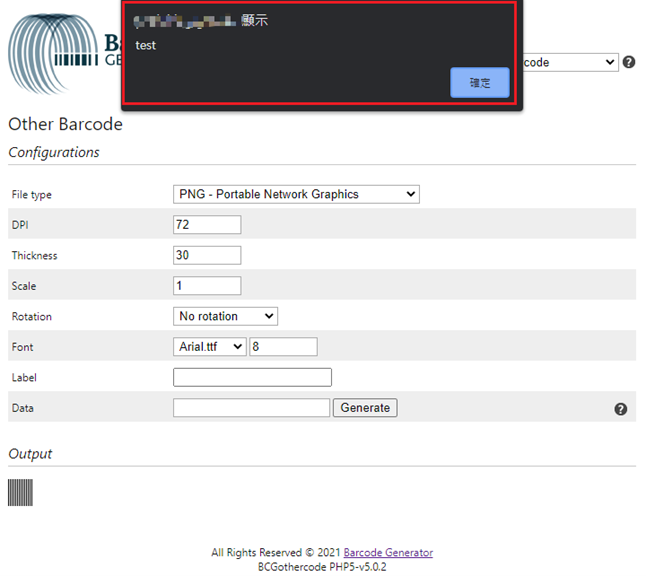 顯示
test
確定
Ba
GE
code
Other Barcode
Configurations
File type PNG - Portable Network Graphics
DPI 72
Thickness 30
Scale 1
Rotation No rotation
Font Arial.ttf 8
Label
Data Generate ?
Output
All Rights Reserved © 2021 Barcode Generator
BCGothercode PHP5-v5.0.2